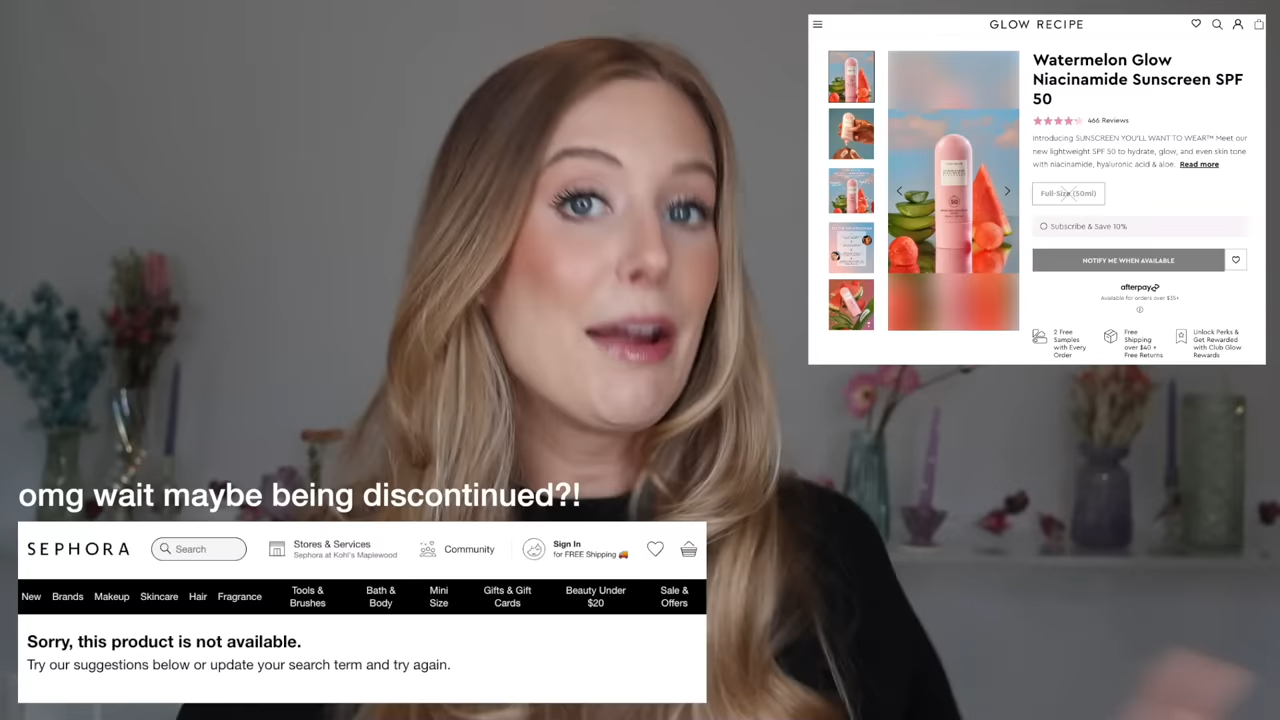 GLOW RECIPE
Watermelon Glow
Niacinamide Sunscreen SPF
50
466 Reviews
Introducing SUNSCREEN YOU'LL WANT TO WEAR™ Meet our
new lightweight SPF 50 to hydrate, glow, and even skin tone
with niacinamide, hyaluronic acid & aloe. Read more
Full-Size (50ml)
Subscribe & Save 10%
NOTIFY ME WHEN AVAILABLE
afterpay
Available for orders over $35+
2 Free
Samples
with Every
Order
Free
Shipping
over $40 +
Free Returns
Unlock Perks &
Get Rewarded
with Club Glow
Rewards
omg wait maybe being discontinued?!
SEPHORA
Search
Stores & Services
Sephora at Kohl's Maplewood
Community
Sign In
for FREE Shipping 🚚
New Brands Makeup Skincare Hair Fragrance
Tools &
Brushes
Bath &
Body
Mini
Size
Gifts & Gift
Cards
Beauty Under
$20
Sale &
Offers
Sorry, this product is not available.
Try our suggestions below or update your search term and try again.